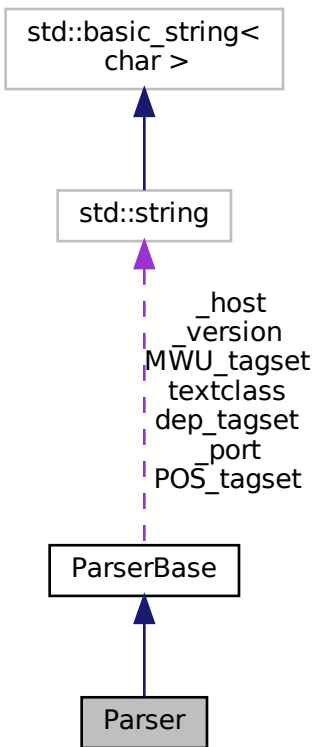 std::basic_string<
char >
std::string
_host
_version
MWU_tagset
textclass
dep_tagset
_port
POS_tagset
ParserBase
Parser